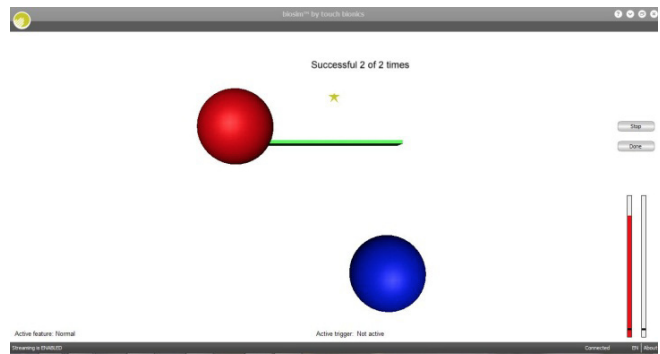 blosko™ by touch bionics
Successful 2 of 2 times
Stop
Done
Active feature: Normal
Active trigger: Not active
Streaming is ENABLED
Connected
EN
About